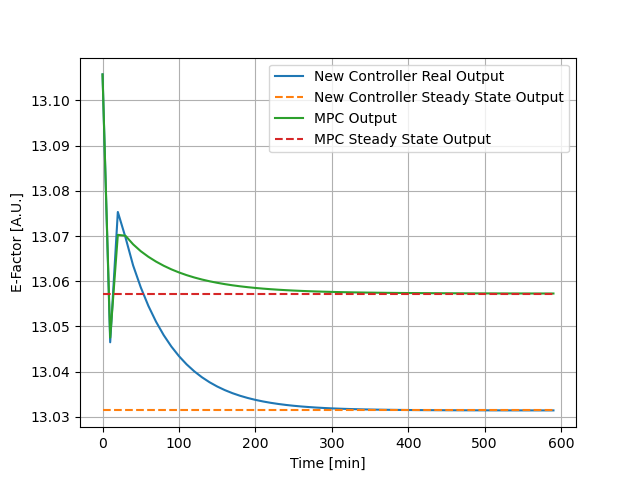 New Controller Real Output
New Controller Steady State Output
MPC Output
MPC Steady State Output
E-Factor [A.U.]
13.10
13.09
13.08
13.07
13.06
13.05
13.04
13.03
0 100 200 300 400 500 600
Time [min]